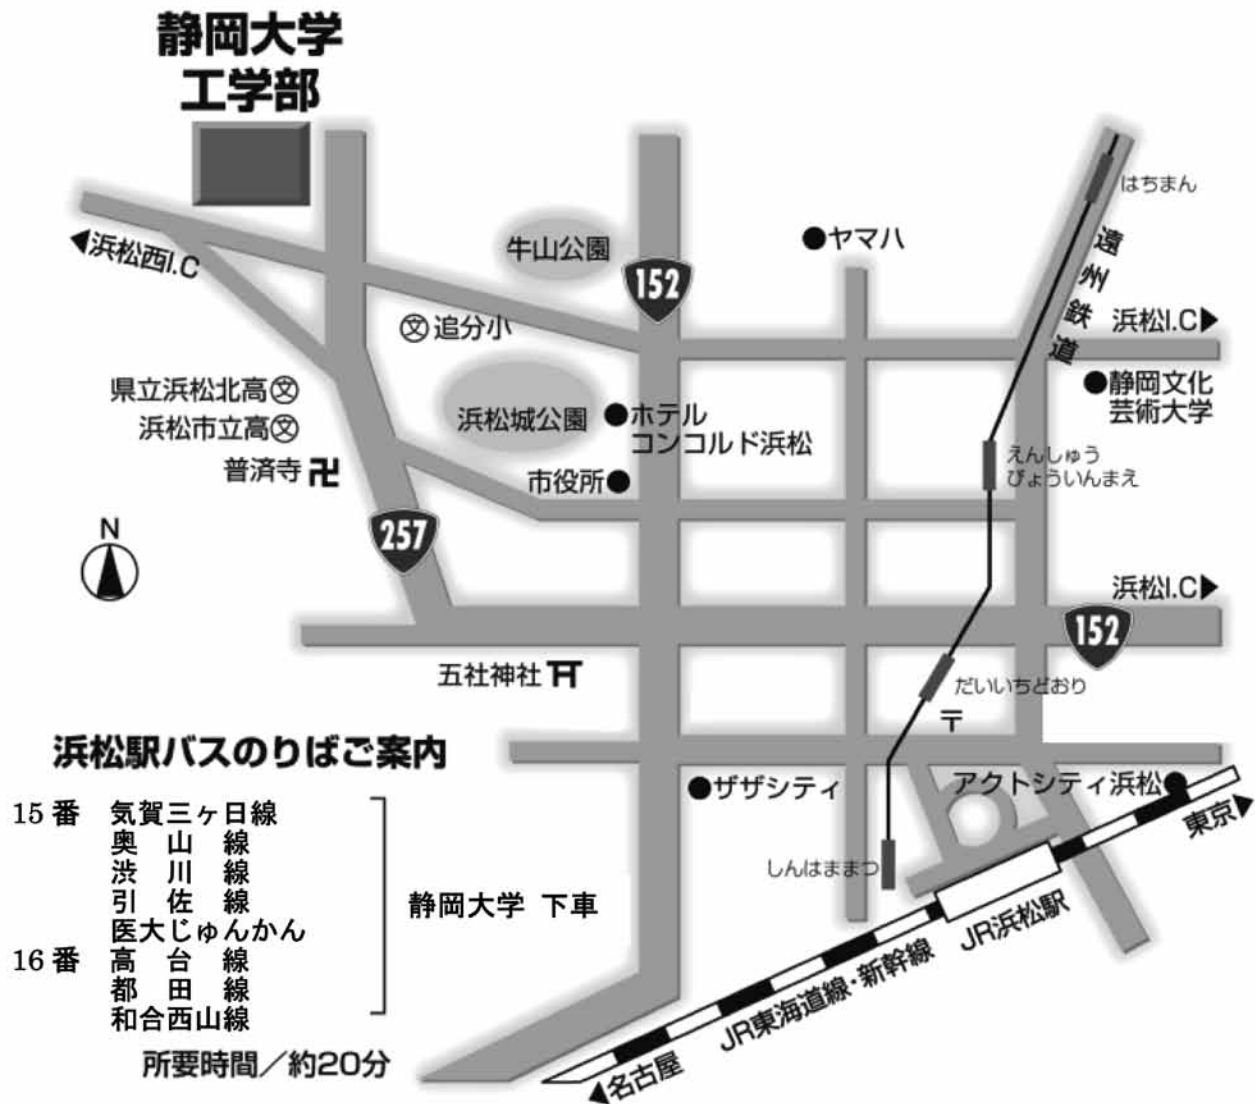 静岡大学
工学部
はちまん
牛山公園
ヤマハ
152
遠州鉄道
◀浜松西I.C
文 追分小
浜松I.C▶
県立浜松北高 文
浜松市立高 文
普済寺 卍
浜松城公園
ホテル
コンコルド浜松
静岡文化
芸術大学
市役所
えんしゅう
びょういんまえ
N
257
浜松I.C▶
152
五社神社
だいいちどおり
〒
浜松駅バスのりばご案内
ザザシティ
アクトシティ浜松
東京▶
しんはままつ
JR浜松駅
JR東海道線・新幹線
◀名古屋
15番 気賀三ヶ日線
奥山線
渋川線
引佐線
医大じゅんかん
16番 高台線
都田線
和合西山線
静岡大学 下車
所要時間／約20分